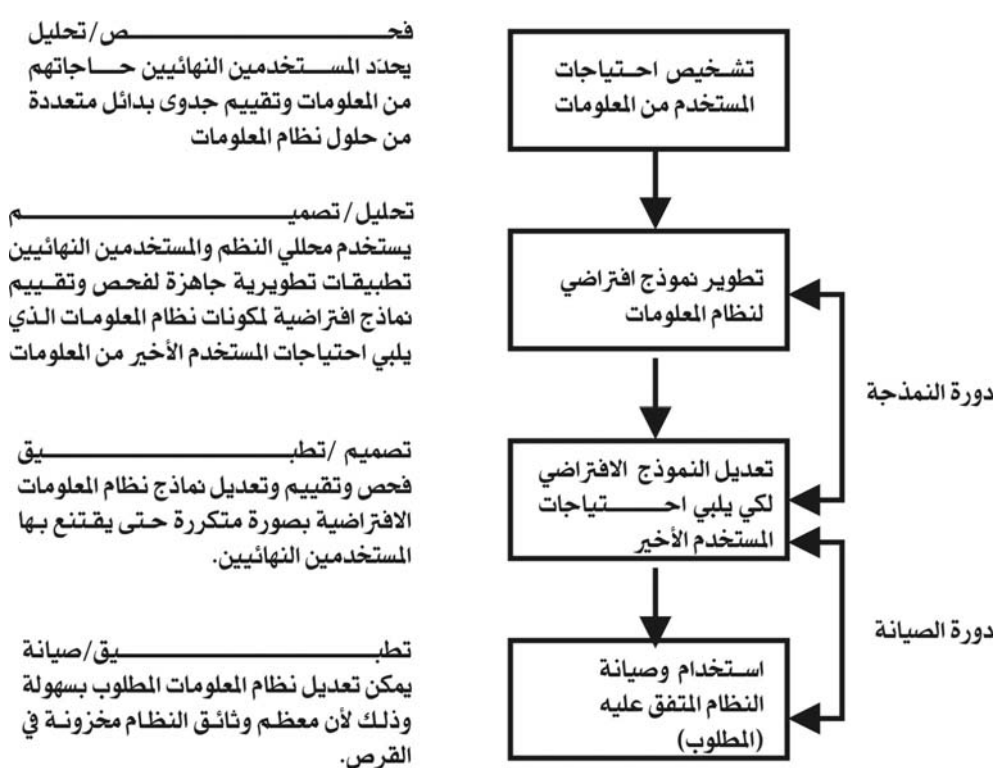 تشخيص احتياجات
المستخدم من المعلومات
فحص/تحليل
يحدّد المستخدمين النهائيين حاجاتهم
من المعلومات وتقييم جدوى بدائل متعددة
من حلول نظام المعلومات
تطوير نموذج افتراضي
لنظام المعلومات
تحليل/تصميم
يستخدم محللي النظم والمستخدمين النهائيين
تطبيقات تطويرية جاهزة لفحص وتقييم
نماذج افتراضية لمكونات نظام المعلومات الذي
يلبي احتياجات المستخدم الأخير من المعلومات
دورة النمذجة
تعديل النموذج الافتراضي
لكي يلبي احتياجات
المستخدم الأخير
تصميم /تطبيق
فحص وتقييم وتعديل نماذج نظام المعلومات
الافتراضية بصورة متكررة حتى يقتنع بها
المستخدمين النهائيين.
دورة الصيانة
استخدام وصيانة
النظام المتفق عليه
(المطلوب)
تطبيق/صيانة
يمكن تعديل نظام المعلومات المطلوب بسهولة
وذلك لأن معظم وثائق النظام مخزونة في
القرص.